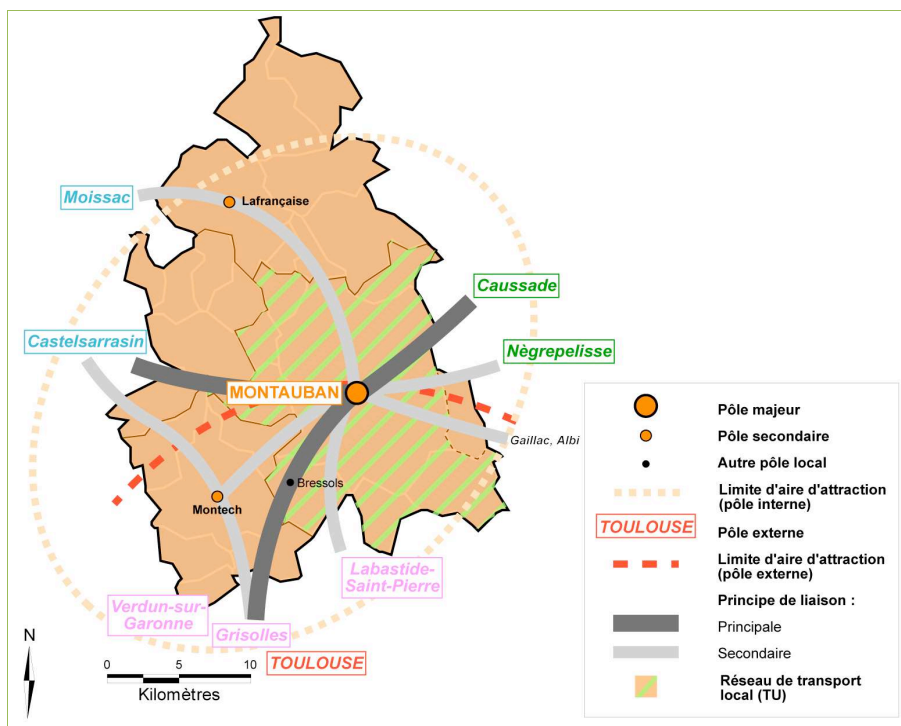 Moissac
Lafrançaise
Caussade
Castelsarrasin
Nègrepelisse
MONTAUBAN
Gaillac, Albi
Bressols
Montech
Labastide-
Saint-Pierre
Verdun-sur-
Garonne
Grisolles
TOULOUSE
N
0 5 10
Kilomètres
Pôle majeur
Pôle secondaire
Autre pôle local
Limite d'aire d'attraction
(pôle interne)
TOULOUSE
Pôle externe
Limite d'aire d'attraction
(pôle externe)
Principe de liaison :
Principale
Secondaire
Réseau de transport
local (TU)